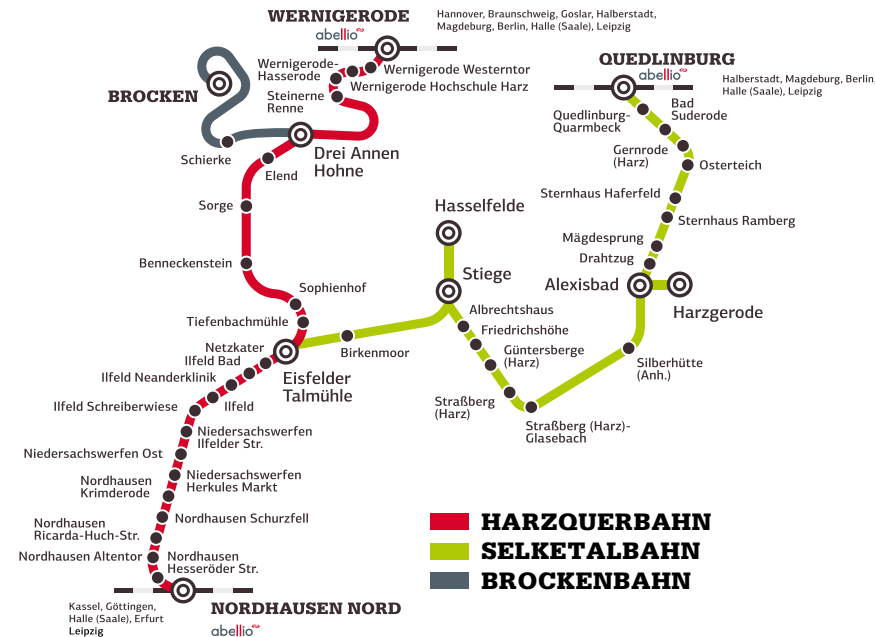 WERNIGERODE
abellio
Hannover, Braunschweig, Goslar, Halberstadt,
Magdeburg, Berlin, Halle (Saale), Leipzig
QUEDLINBURG
abellio
Halberstadt, Magdeburg, Berlin,
Halle (Saale), Leipzig
BROCKEN
Wernigerode-
Hasserode
Wernigerode Westerntor
Wernigerode Hochschule Harz
Steinerne
Renne
Schierke
Drei Annen
Hohne
Elend
Sorge
Benneckenstein
Sophienhof
Tiefenbachmühle
Netzkater
Ilfeld Bad
Ilfeld Neanderklinik
Ilfeld Schreiberwiese
Ilfeld
Eisfelder
Talmühle
Birkenmoor
Hasselfelde
Stiege
Albrechtshaus
Friedrichshöhe
Güntersberge
(Harz)
Straßberg
(Harz)
Straßberg (Harz)-
Glasebach
Silberhütte
(Anh.)
Alexisbad
Harzgerode
Drahtzug
Mägdesprung
Sternhaus Ramberg
Sternhaus Haferfeld
Osterteich
Gernrode
(Harz)
Bad
Suderode
Quedlinburg-
Quarmbeck
Niedersachswerfen
Ilfelder Str.
Niedersachswerfen Ost
Niedersachswerfen
Herkules Markt
Nordhausen
Krimderode
Nordhausen Schurzfell
Nordhausen
Ricarda-Huch-Str.
Nordhausen Altentor
Nordhausen
Hesseröder Str.
Kassel, Göttingen,
Halle (Saale), Erfurt
Leipzig
NORDHAUSEN NORD
abellio
HARZQUERBAHN
SELKETALBAHN
BROCKENBAHN